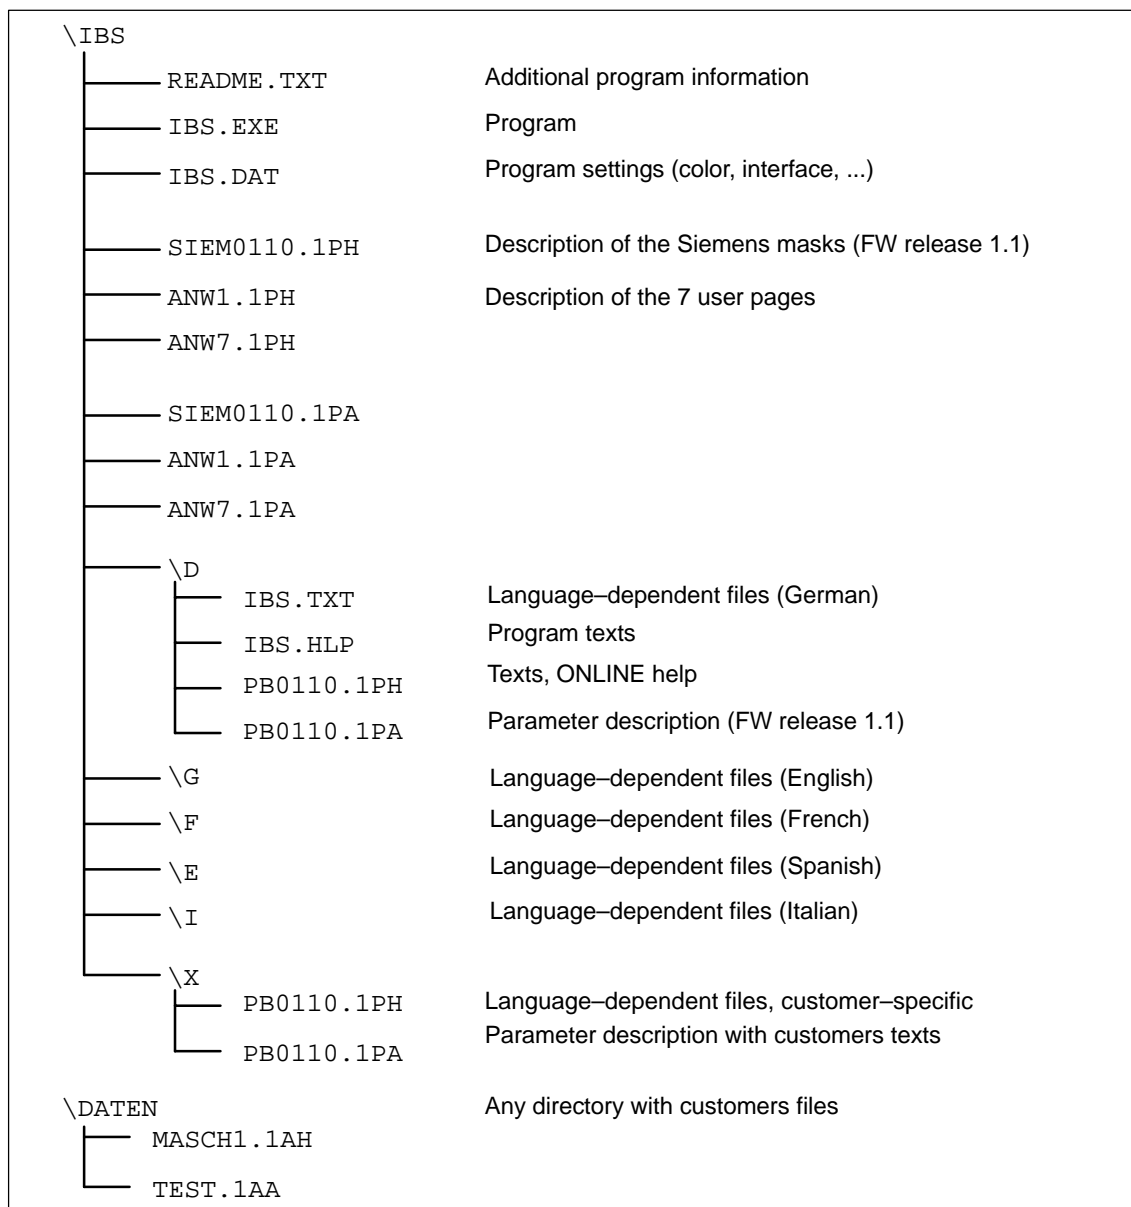 \IBS
README.TXT Additional program information
IBS.EXE Program
IBS.DAT Program settings (color, interface, ...)
SIEM0110.1PH Description of the Siemens masks (FW release 1.1)
ANW1.1PH Description of the 7 user pages
ANW7.1PH
SIEM0110.1PA
ANW1.1PA
ANW7.1PA
\D
IBS.TXT Language–dependent files (German)
IBS.HLP Program texts
PB0110.1PH Texts, ONLINE help
PB0110.1PA Parameter description (FW release 1.1)
\G Language–dependent files (English)
\F Language–dependent files (French)
\E Language–dependent files (Spanish)
\I Language–dependent files (Italian)
\X
PB0110.1PH Language–dependent files, customer–specific
Parameter description with customers texts
PB0110.1PA
\DATEN Any directory with customers files
MASCH1.1AH
TEST.1AA